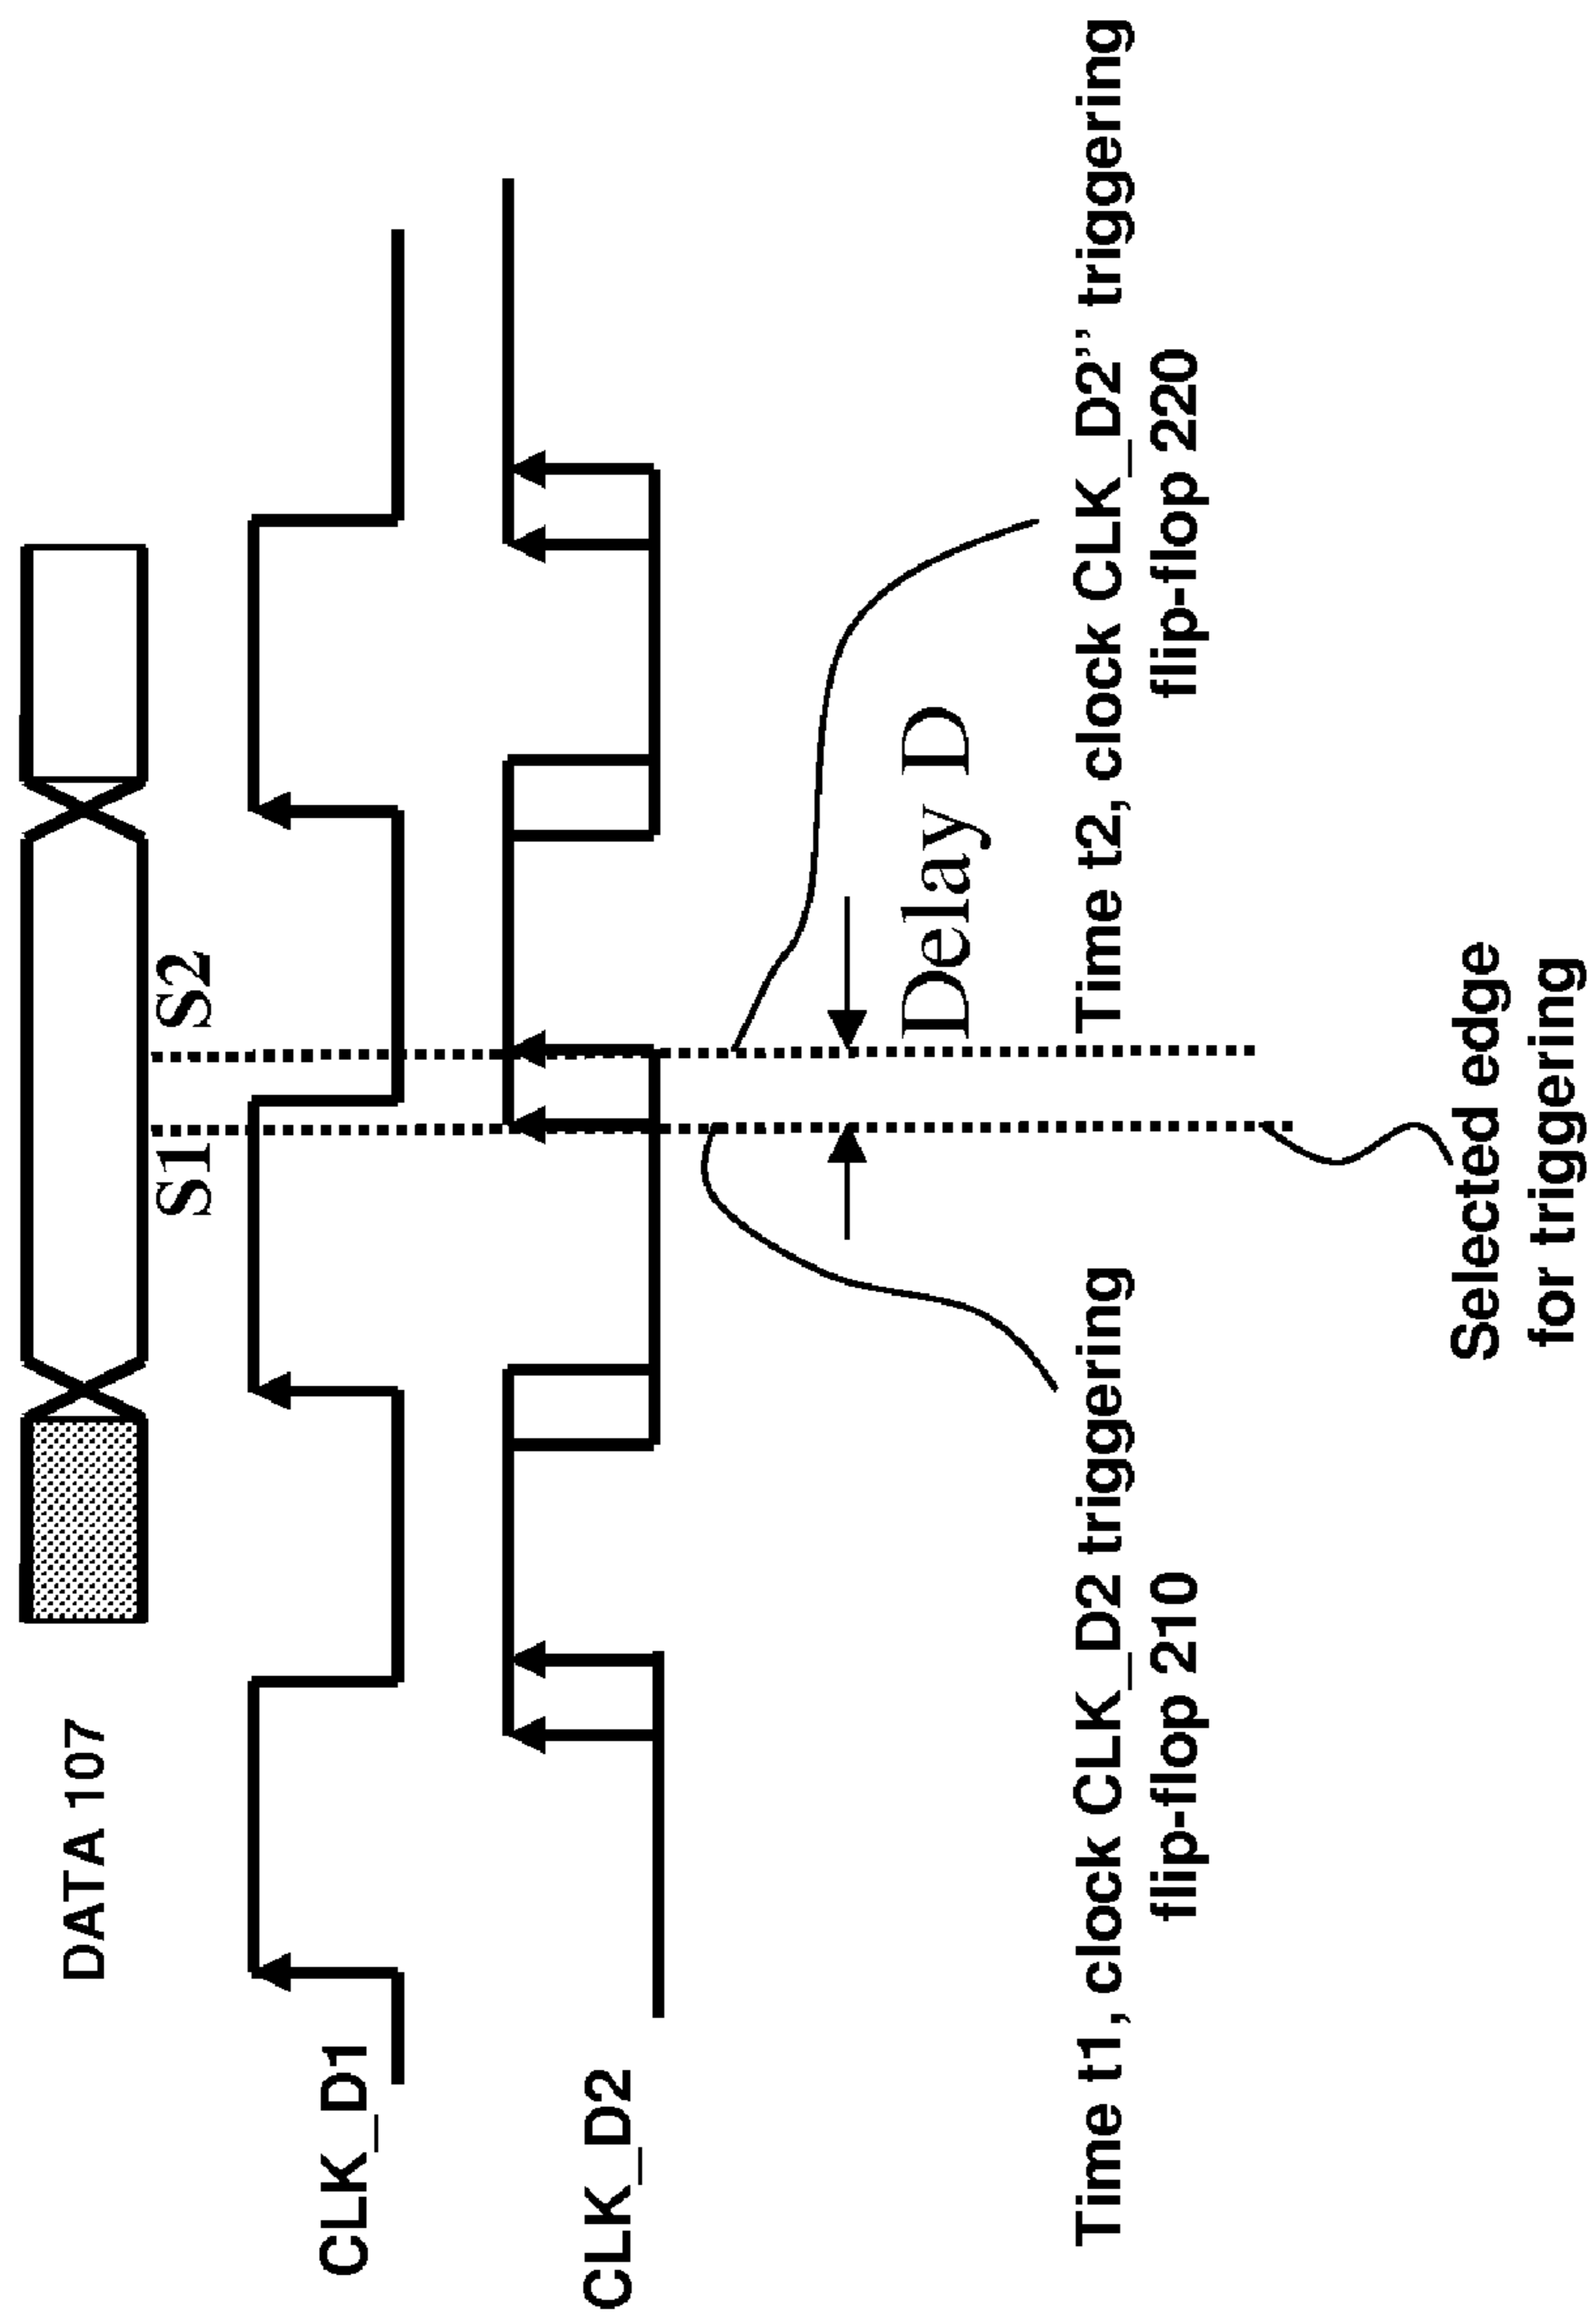 DATA 107
S1
S2
CLK_D1
CLK_D2
Delay D
Time t1, clock CLK_D2 triggering
flip-flop 210
Time t2, clock CLK_D2” triggering
flip-flop 220
Selected edge
for triggering